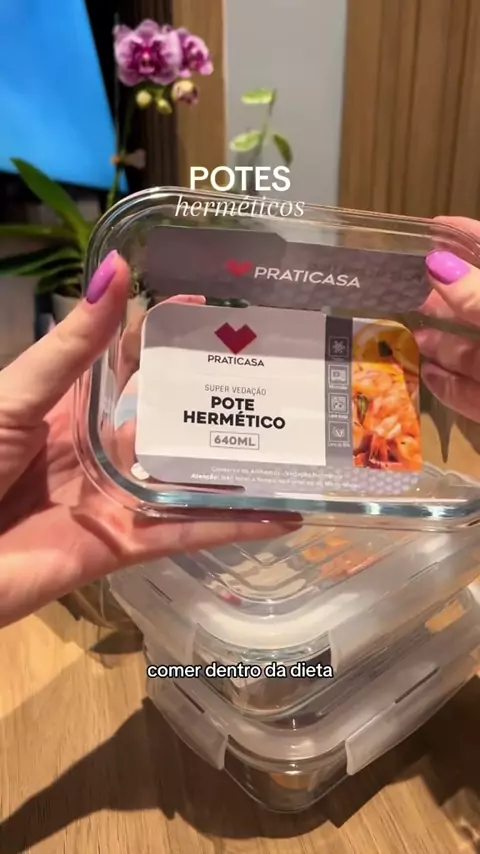 POTES
herméticos
PRATICASA
PRATICASA
SUPER VEDAÇÃO
POTE
HERMÉTICO
640ML
comer dentro da dieta